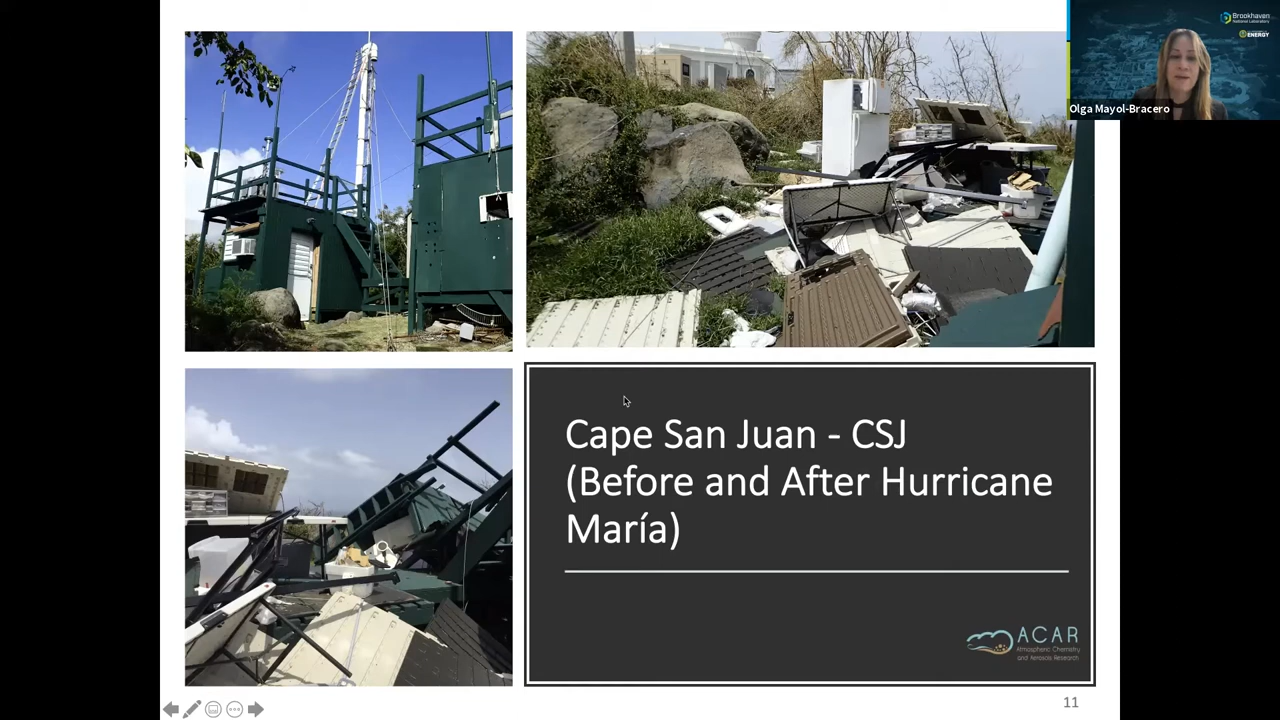 Brookhaven
National Laboratory
ENERGY
Olga Mayol-Bracero
Cape San Juan - CSJ
(Before and After Hurricane
María)
ACAR
Atmospheric Chemistry
and Aerosols Research
11